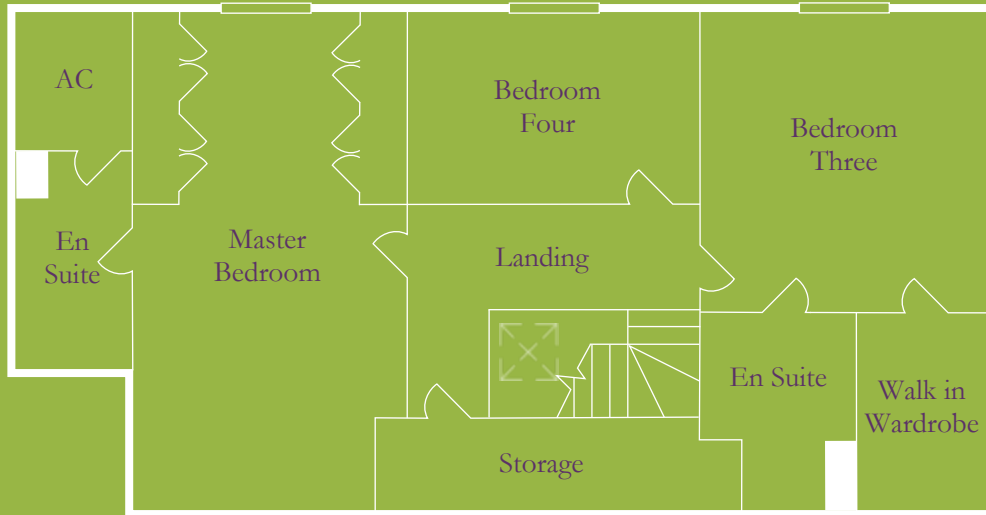 AC
Bedroom
Four
Bedroom
Three
En
Suite
Master
Bedroom
Landing
En Suite
Walk in
Wardrobe
Storage